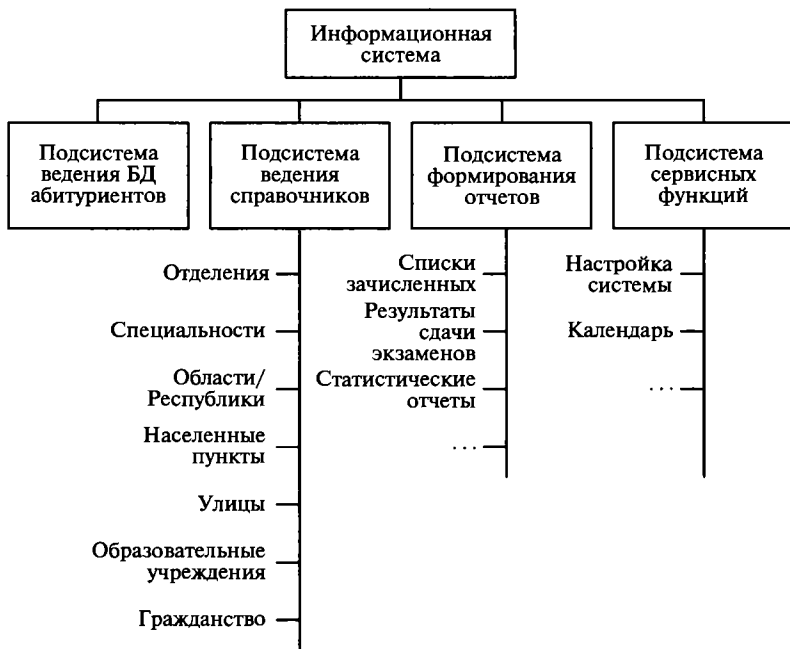 Информационная
система
Подсистема
ведения БД
абитуриентов
Подсистема
ведения
справочников
Подсистема
формирования
отчетов
Подсистема
сервисных
функций
Отделения
Специальности
Области/
Республики
Населенные
пункты
Улицы
Образовательные
учреждения
Гражданство
Списки
зачисленных
Результаты
сдачи
экзаменов
Статистические
отчеты
...
Настройка
системы
Календарь
...